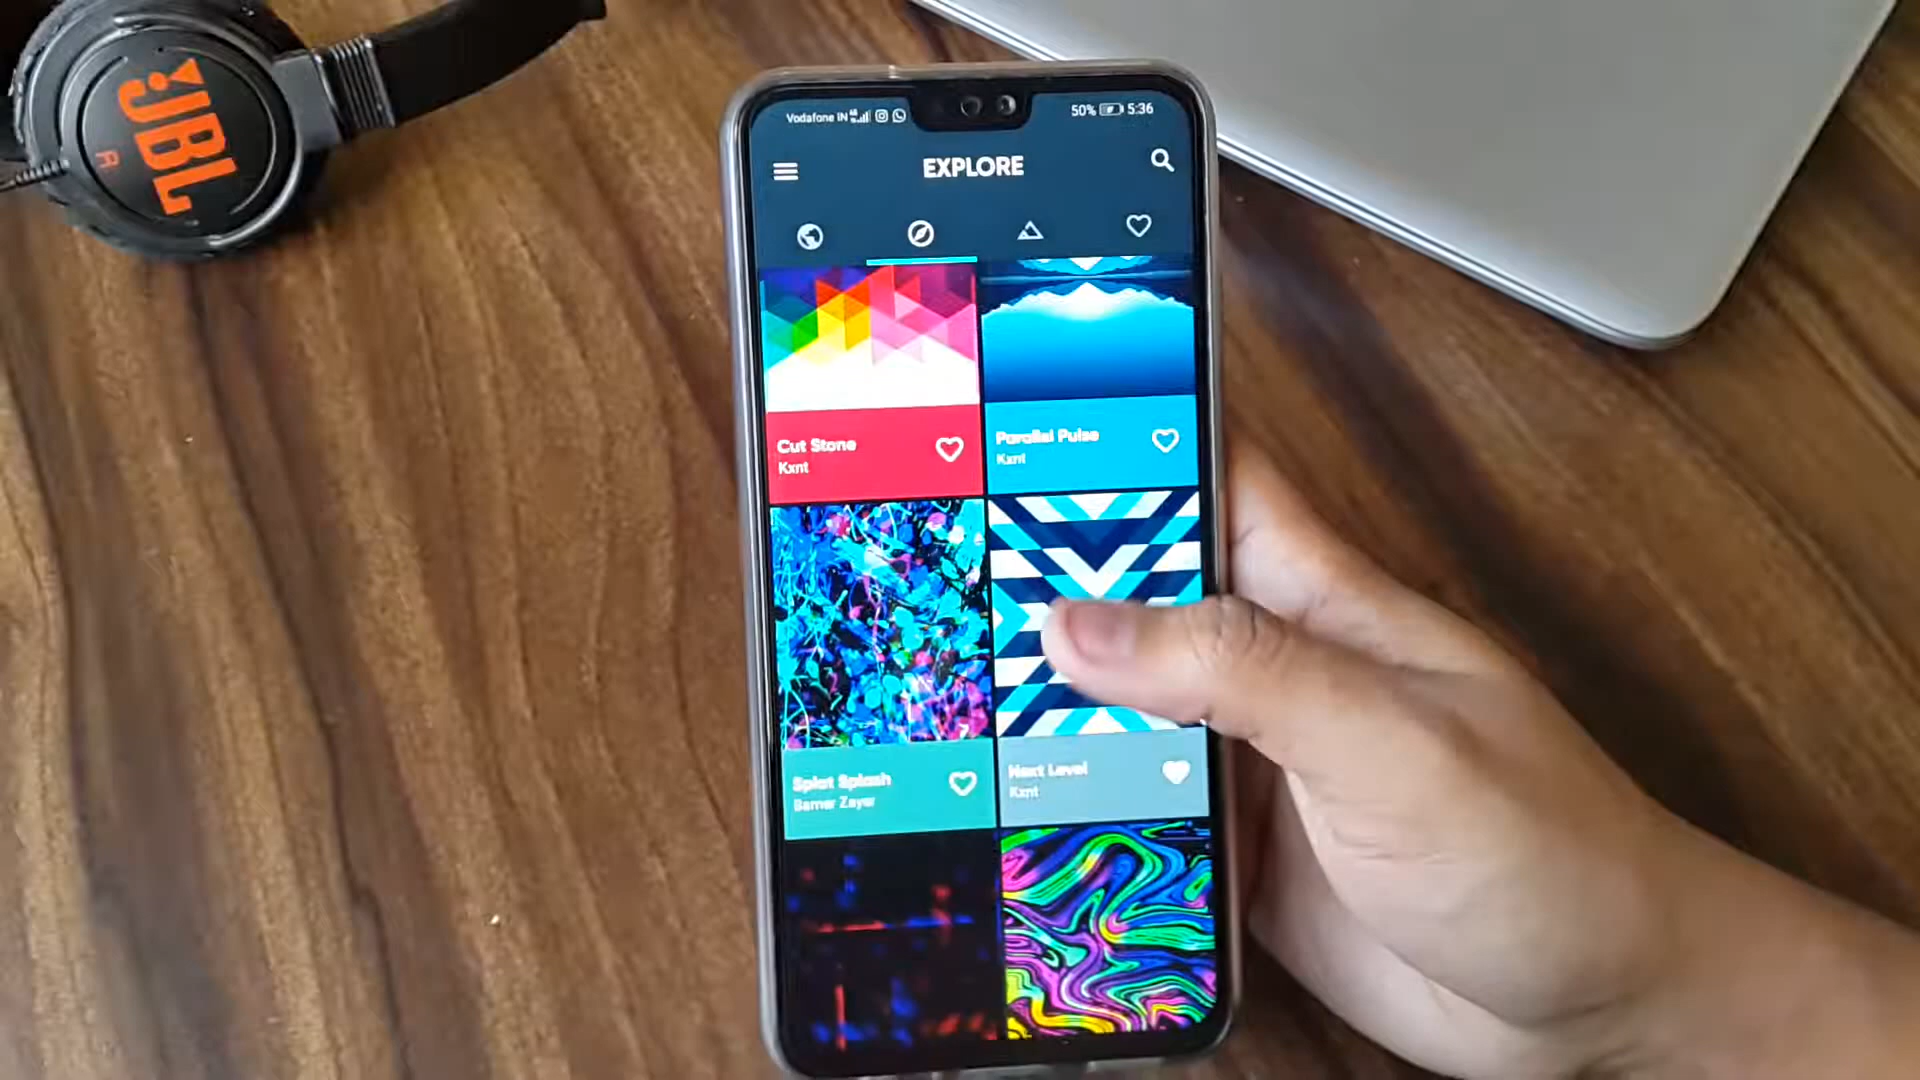 JBL
R
Vodafone IN
50%
5:36
EXPLORE
Cut Stone
Kxnt
Parallel Pulse
Kxnt
Splat Splash
Barner Zayer
Next Level
Kxnt